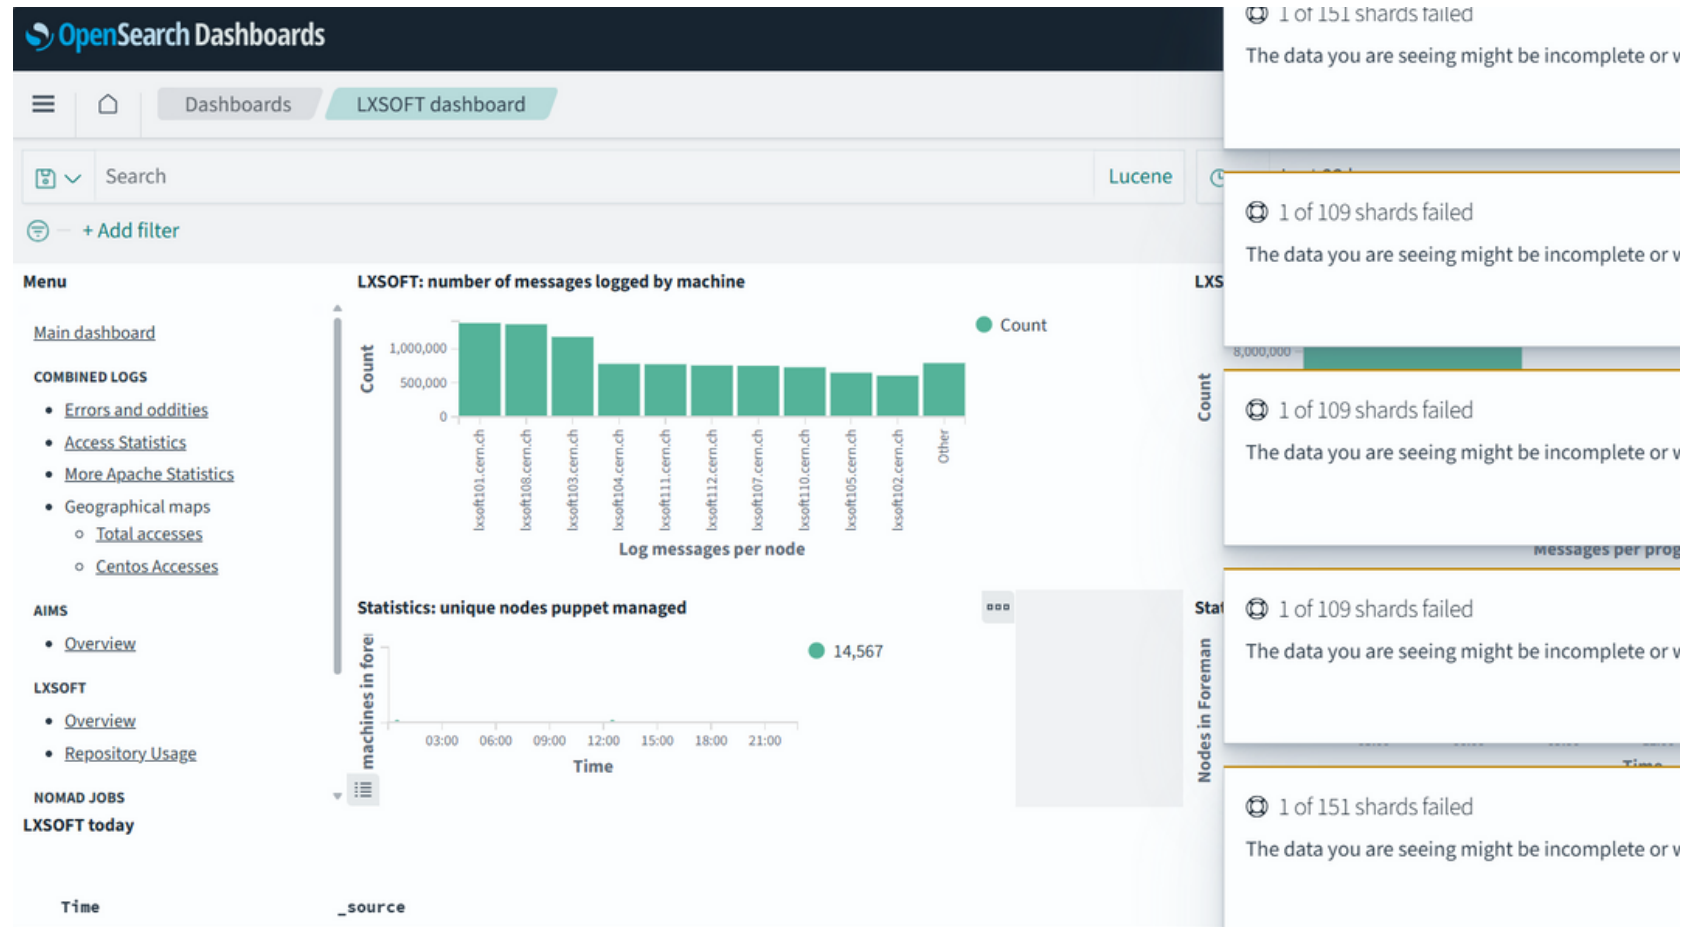 OpenSearch Dashboards
Dashboards
LXSOFT dashboard
Search
Lucene
+ Add filter
Menu
Main dashboard
COMBINED LOGS
Errors and oddities
Access Statistics
More Apache Statistics
Geographical maps
Total accesses
Centos Accesses
AIMS
Overview
LXSOFT
Overview
Repository Usage
NOMAD JOBS
LXSOFT: number of messages logged by machine
Count
1,000,000
500,000
0
lxsoft101.cern.ch
lxsoft108.cern.ch
lxsoft103.cern.ch
lxsoft104.cern.ch
lxsoft111.cern.ch
lxsoft112.cern.ch
lxsoft107.cern.ch
lxsoft110.cern.ch
lxsoft105.cern.ch
lxsoft102.cern.ch
Other
Log messages per node
Count
Statistics: unique nodes puppet managed
machines in fore
03:00 06:00 09:00 12:00 15:00 18:00 21:00
Time
14,567
LXS
8,000,000
Count
Messages per prog
Stat
Nodes in Foreman
Time
1 of 151 shards failed
The data you are seeing might be incomplete or
1 of 109 shards failed
The data you are seeing might be incomplete or
1 of 109 shards failed
The data you are seeing might be incomplete or
1 of 109 shards failed
The data you are seeing might be incomplete or
1 of 151 shards failed
The data you are seeing might be incomplete or
LXSOFT today
Time
_source